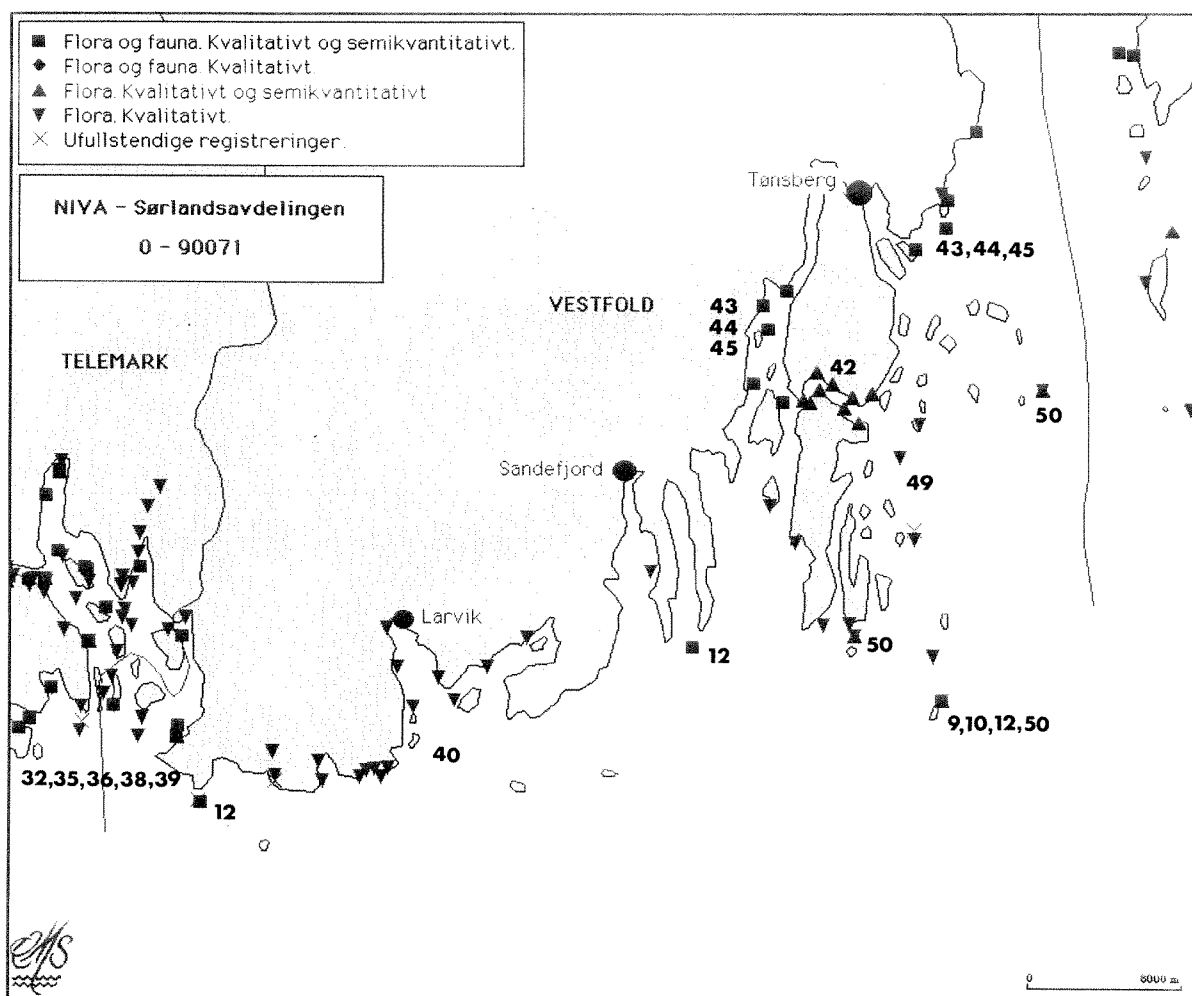 Flora og fauna. Kvalitativt og semikvantitativt.
Flora og fauna. Kvalitativt.
Flora. Kvalitativt og semikvantitativt
Flora. Kvalitativt.
Ufullstendige registreringer.
NIVA - Sørlandsavdelingen
O - 90071
Tønsberg
43,44,45
VESTFOLD
43
44
45
TELEMARK
42
50
Sandefjord
49
Larvik
12
50
9,10,12,50
40
32,35,36,38,39
12
0 6000 m